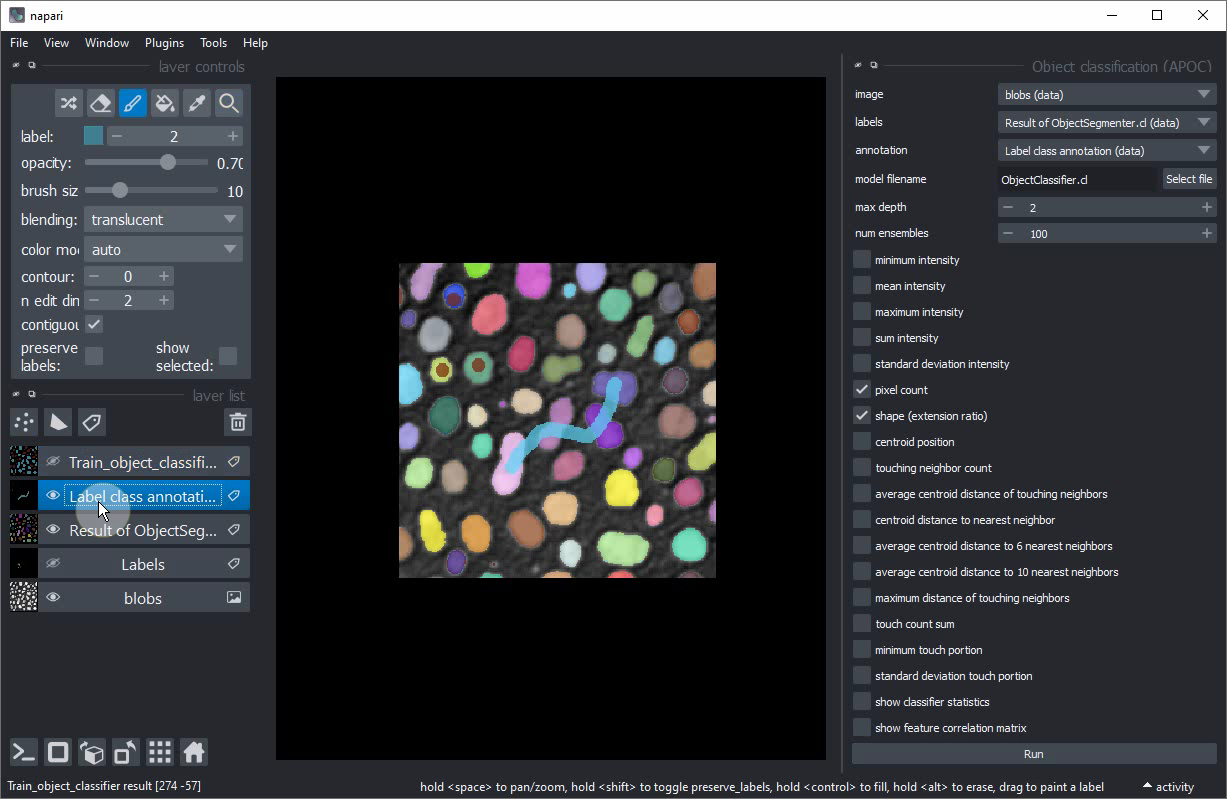 napari
File View Window Plugins Tools Help
layer controls
label: 2
opacity: 0.70
brush siz 10
blending: translucent
color mo auto
contour: 0
n edit din 2
contiguou
preserve labels: show selected:
layer list
Train_object_classifi...
Label class annotati...
Result of ObjectSeg...
Labels
blobs
Object classification (APOC)
image blobs (data)
labels Result of ObjectSegmenter.cl (data)
annotation Label class annotation (data)
model filename ObjectClassifier.cl Select file
max depth 2
num ensembles 100
minimum intensity
mean intensity
maximum intensity
sum intensity
standard deviation intensity
pixel count
shape (extension ratio)
centroid position
touching neighbor count
average centroid distance of touching neighbors
centroid distance to nearest neighbor
average centroid distance to 6 nearest neighbors
average centroid distance to 10 nearest neighbors
maximum distance of touching neighbors
touch count sum
minimum touch portion
standard deviation touch portion
show classifier statistics
show feature correlation matrix
Run
Train_object_classifier result [274 -57] hold <space> to pan/zoom, hold <shift> to toggle preserve_labels, hold <control> to fill, hold <alt> to erase, drag to paint a label activity